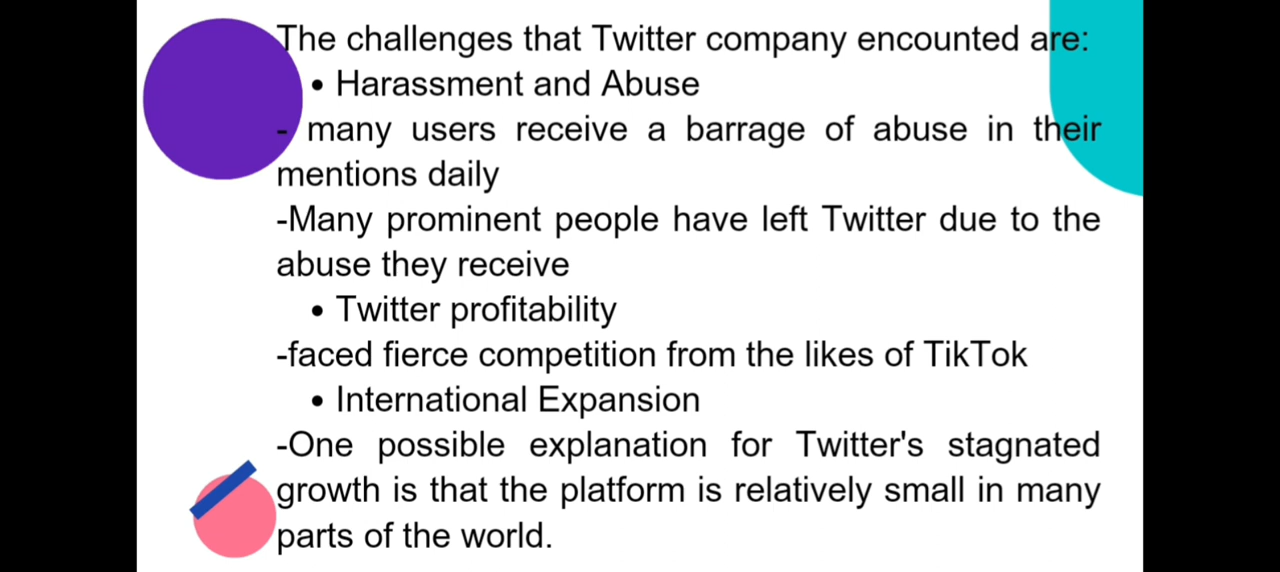 The challenges that Twitter company encounted are:
• Harassment and Abuse
- many users receive a barrage of abuse in their
mentions daily
-Many prominent people have left Twitter due to the
abuse they receive
• Twitter profitability
-faced fierce competition from the likes of TikTok
• International Expansion
-One possible explanation for Twitter's stagnated
growth is that the platform is relatively small in many
parts of the world.